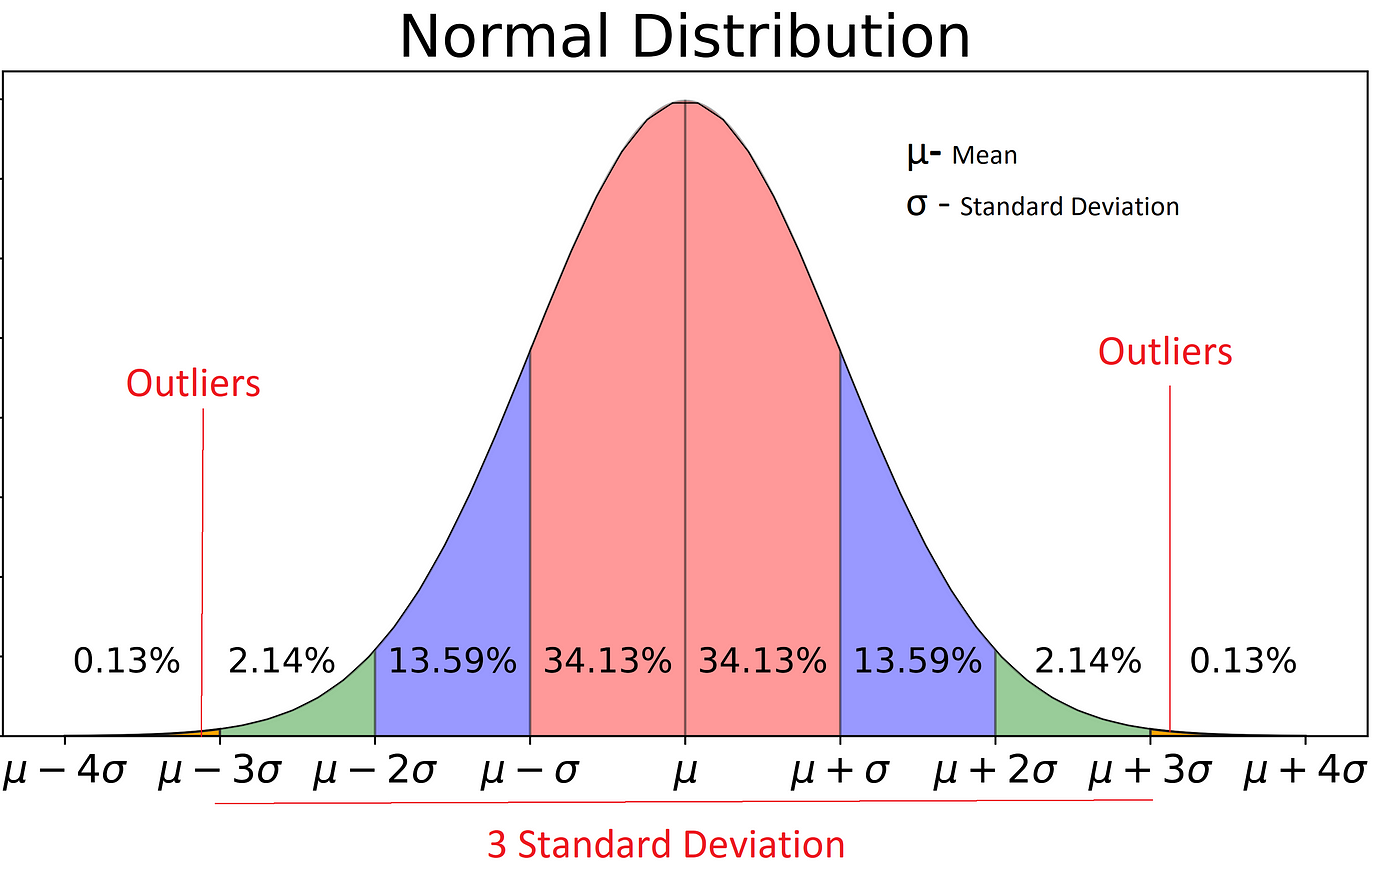 Normal Distribution
μ- Mean
σ - Standard Deviation
Outliers
Outliers
0.13% 2.14% 13.59% 34.13% 34.13% 13.59% 2.14% 0.13%
μ − 4σ μ − 3σ μ − 2σ μ − σ μ μ + σ μ + 2σ μ + 3σ μ + 4σ
3 Standard Deviation